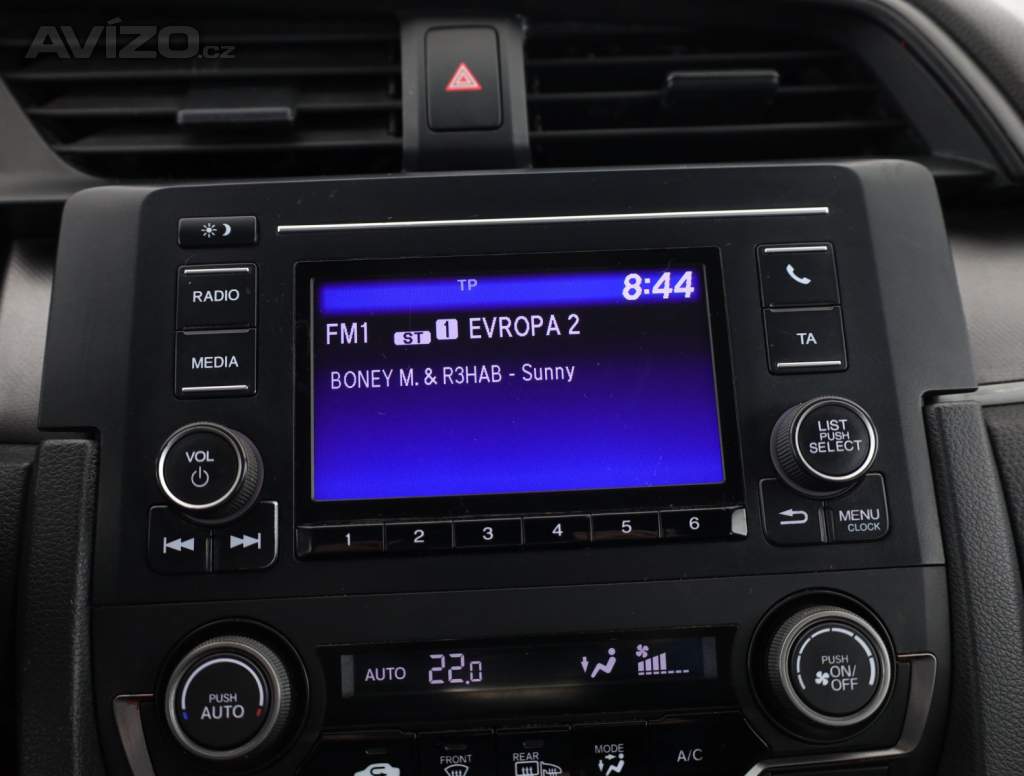 AVÍZO.cz
TP 8:44
RADIO
FM1 ST 1 EVROPA 2
TA
MEDIA
BONEY M. & R3HAB - Sunny
VOL
LIST
PUSH
SELECT
1 2 3 4 5 6
MENU
CLOCK
AUTO 22.0
PUSH
AUTO
PUSH
ON/
OFF
FRONT
REAR
MODE
A/C